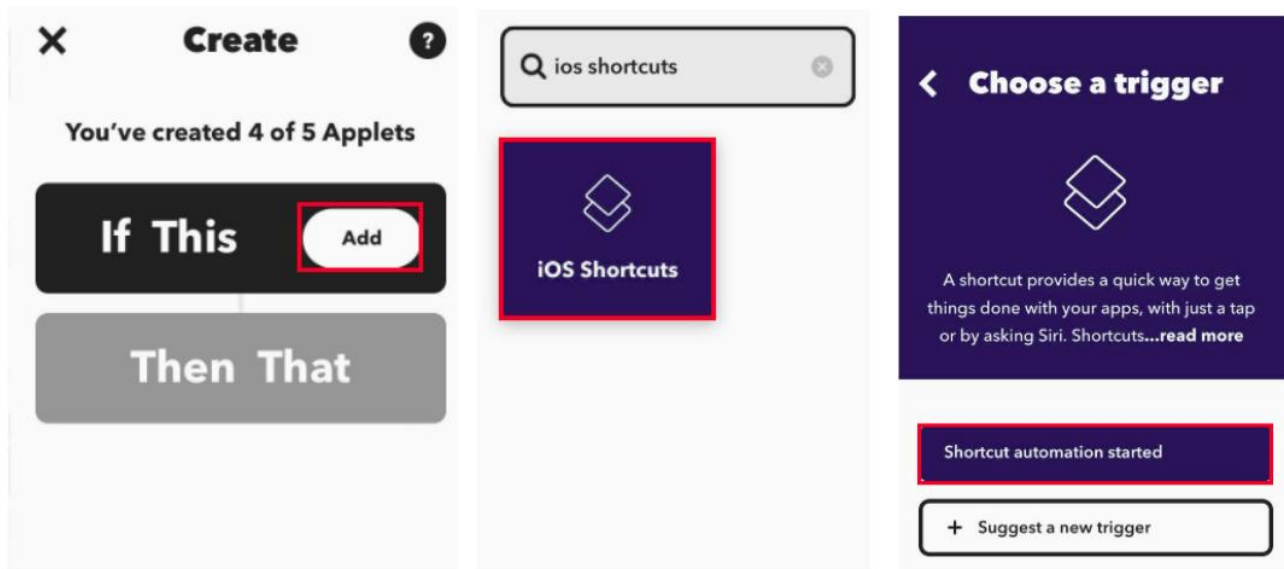 Create
?
You've created 4 of 5 Applets
If This
Add
Then That
ios shortcuts
iOS Shortcuts
Choose a trigger
A shortcut provides a quick way to get
things done with your apps, with just a tap
or by asking Siri. Shortcuts...read more
Shortcut automation started
+ Suggest a new trigger